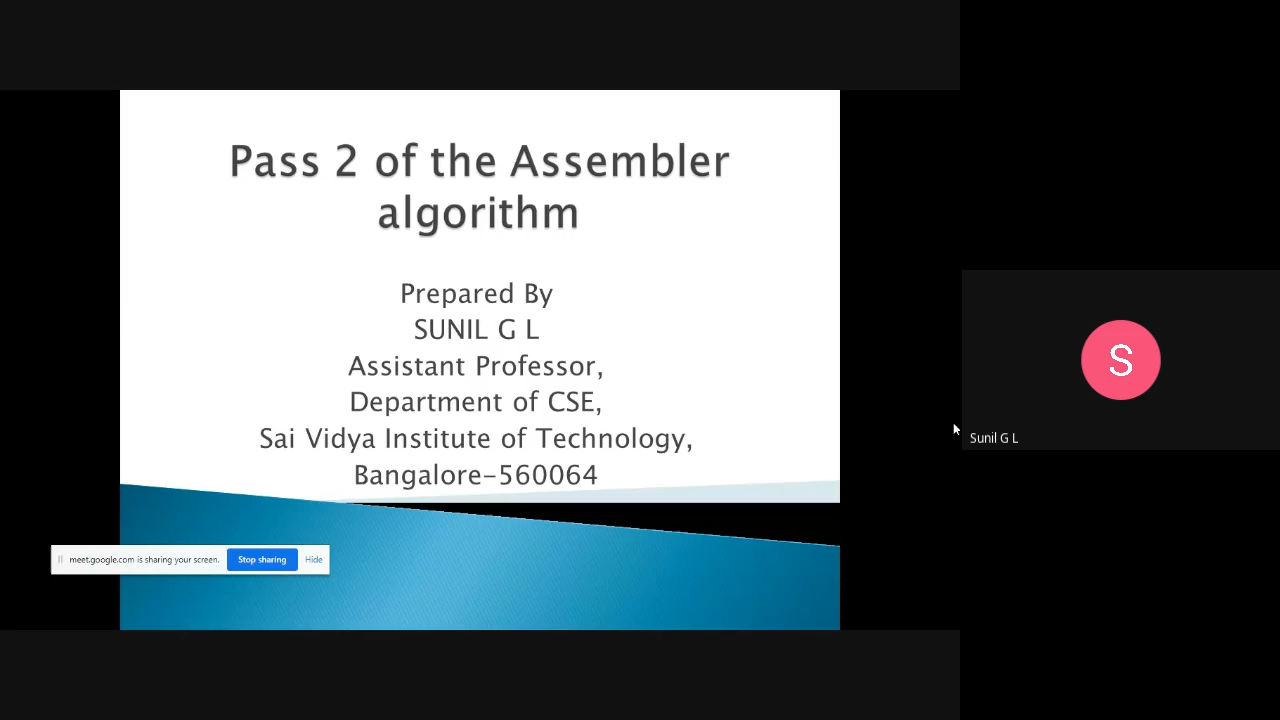 Pass 2 of the Assembler
algorithm
Prepared By
SUNIL G L
Assistant Professor,
Department of CSE,
Sai Vidya Institute of Technology,
Bangalore-560064
meet.google.com is sharing your screen. Stop sharing Hide
S
Sunil G L